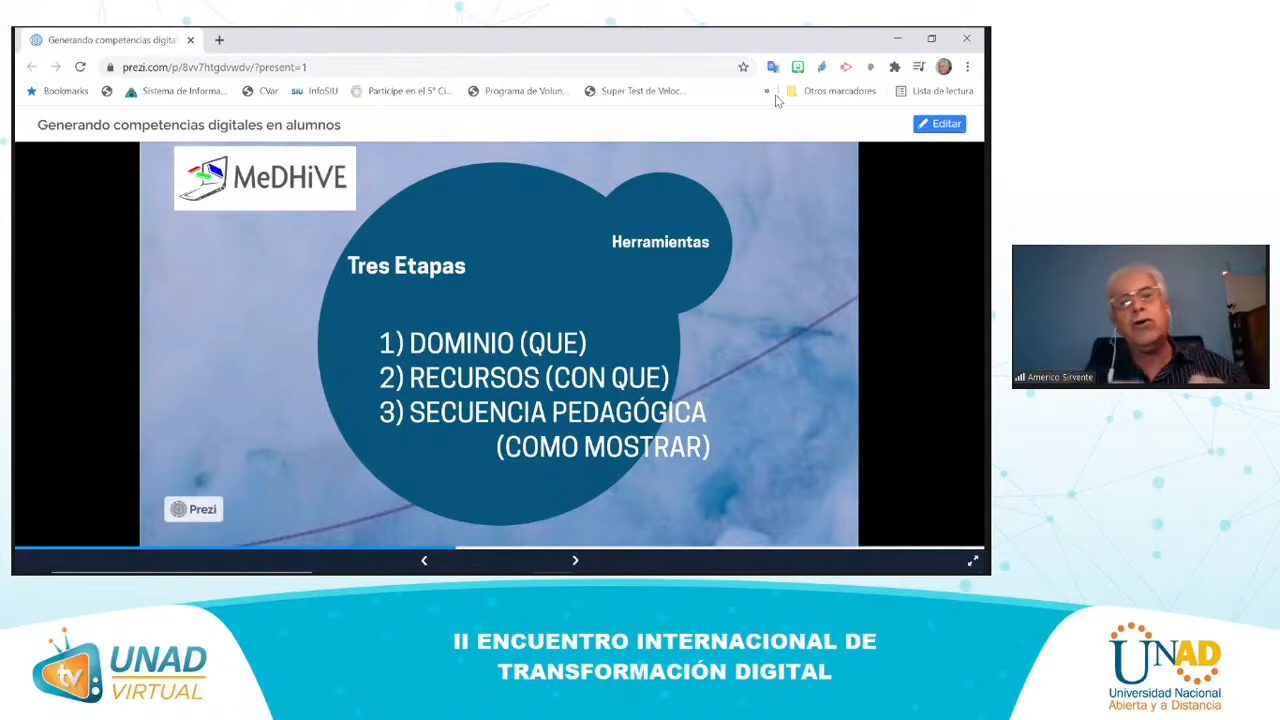 Generando competencias digita
prezi.com/p/8vv7htgdvwdv/?present=1
Bookmarks
Sistema de Informa...
CVar
SIU InfoSIU
Participe en el 5° Ci...
Programa de Volun...
Super Test de Veloc...
»
Otros marcadores
Lista de lectura
Generando competencias digitales en alumnos
Editar
MeDHiVE
Herramientas
Tres Etapas
1) DOMINIO (QUE)
2) RECURSOS (CON QUE)
3) SECUENCIA PEDAGÓGICA
(COMO MOSTRAR)
Prezi
Americo Sirvente
II ENCUENTRO INTERNACIONAL DE
TRANSFORMACIÓN DIGITAL
tv
UNAD
VIRTUAL
UNAD
Universidad Nacional
Abierta y a Distancia